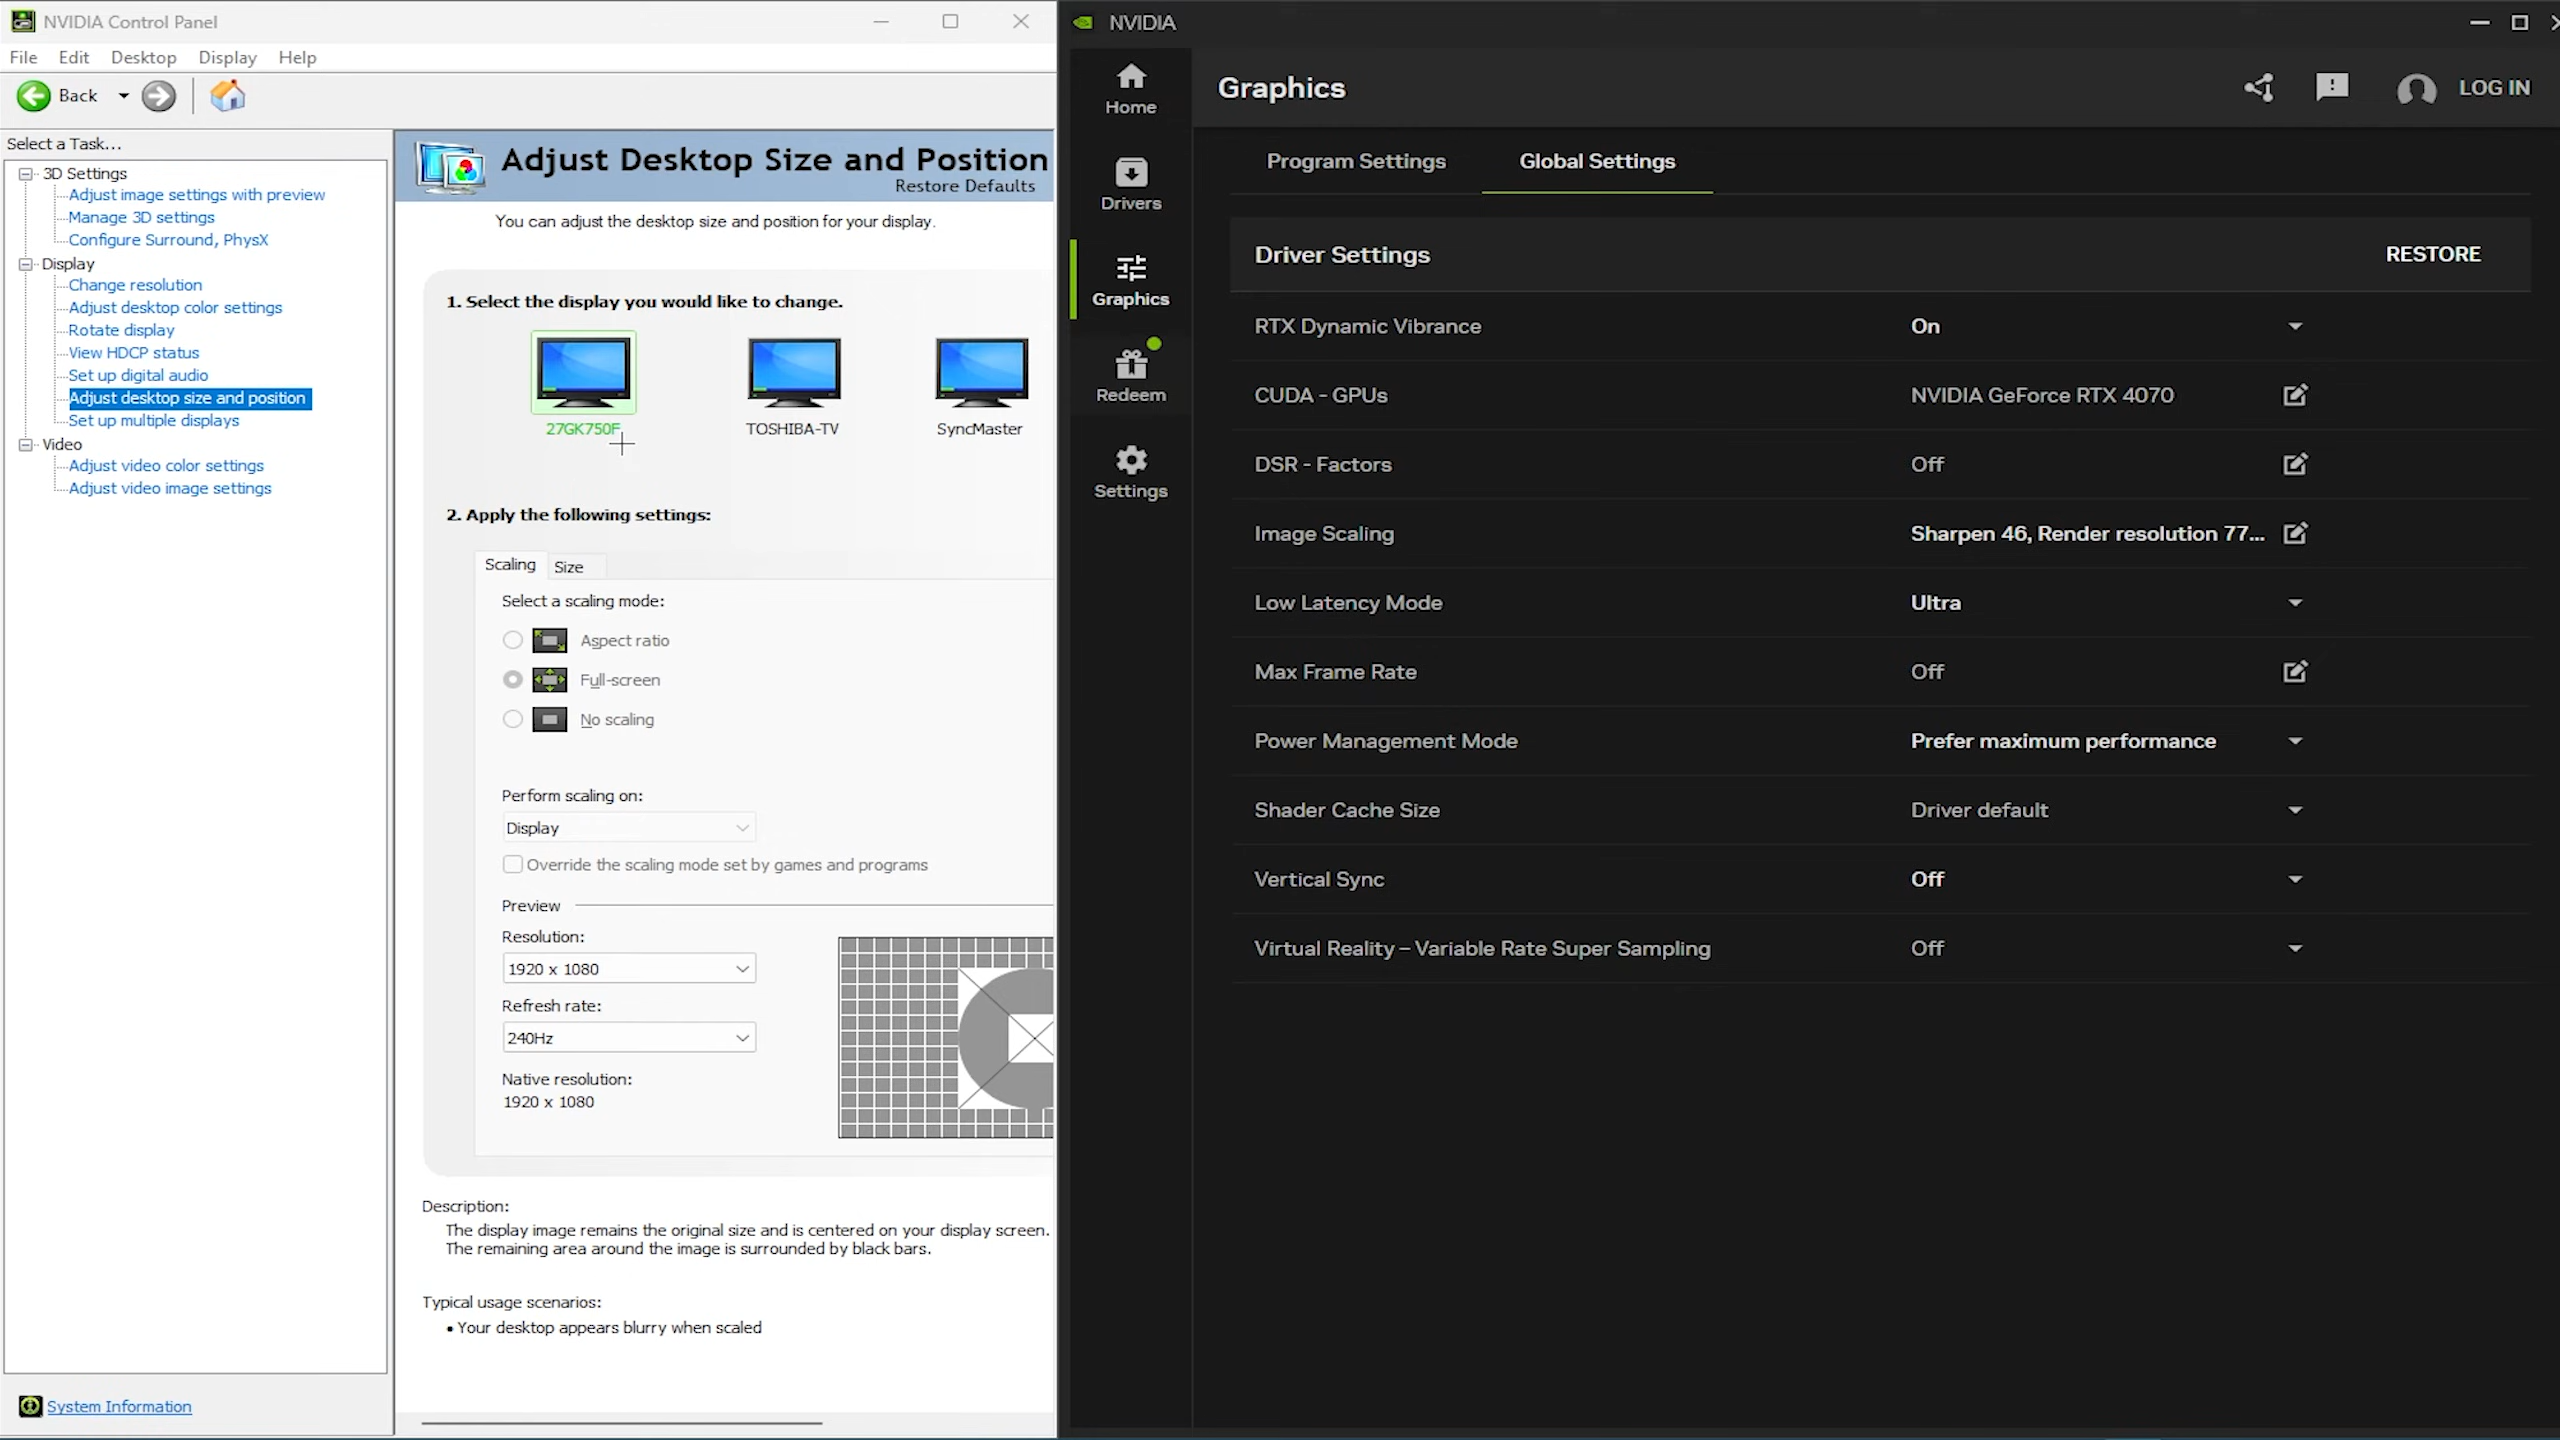 NVIDIA Control Panel
File Edit Desktop Display Help
Back
Select a Task...
3D Settings
Adjust image settings with preview
Manage 3D settings
Configure Surround, PhysX
Display
Change resolution
Adjust desktop color settings
Rotate display
View HDCP status
Set up digital audio
Adjust desktop size and position
Set up multiple displays
Video
Adjust video color settings
Adjust video image settings
System Information
Adjust Desktop Size and Position
Restore Defaults
You can adjust the desktop size and position for your display.
1. Select the display you would like to change.
27GK750F TOSHIBA-TV SyncMaster
2. Apply the following settings:
Scaling Size
Select a scaling mode:
Aspect ratio
Full-screen
No scaling
Perform scaling on:
Display
Override the scaling mode set by games and programs
Preview
Resolution:
1920 x 1080
Refresh rate:
240Hz
Native resolution:
1920 x 1080
Description:
The display image remains the original size and is centered on your display screen.
The remaining area around the image is surrounded by black bars.
Typical usage scenarios:
• Your desktop appears blurry when scaled
NVIDIA
Home
Drivers
Graphics
Redeem
Settings
Graphics
LOG IN
Program Settings Global Settings
Driver Settings RESTORE
RTX Dynamic Vibrance On
CUDA - GPUs NVIDIA GeForce RTX 4070
DSR - Factors Off
Image Scaling Sharpen 46, Render resolution 77...
Low Latency Mode Ultra
Max Frame Rate Off
Power Management Mode Prefer maximum performance
Shader Cache Size Driver default
Vertical Sync Off
Virtual Reality – Variable Rate Super Sampling Off